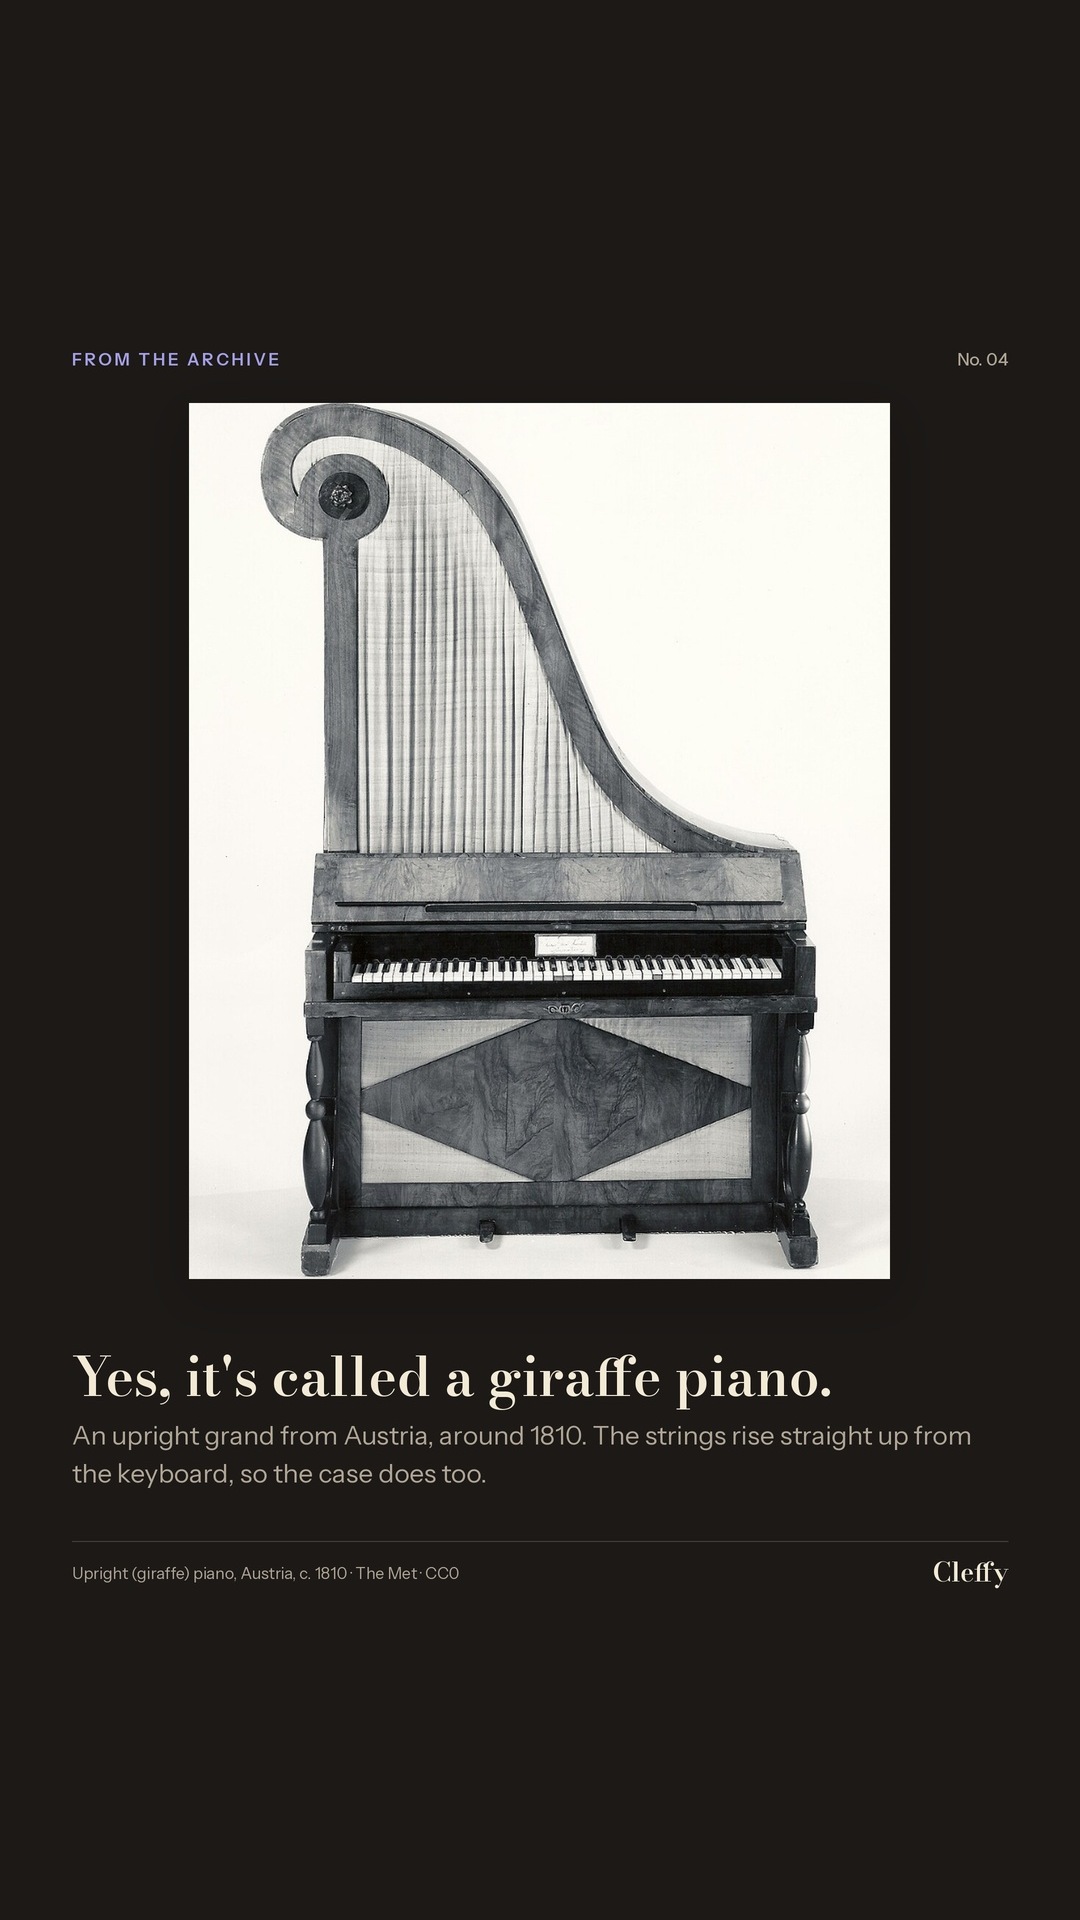 FROM THE ARCHIVE
No. 04
Yes, it's called a giraffe piano.
An upright grand from Austria, around 1810. The strings rise straight up from
the keyboard, so the case does too.
Upright (giraffe) piano, Austria, c. 1810 · The Met · CC0
Cleffy